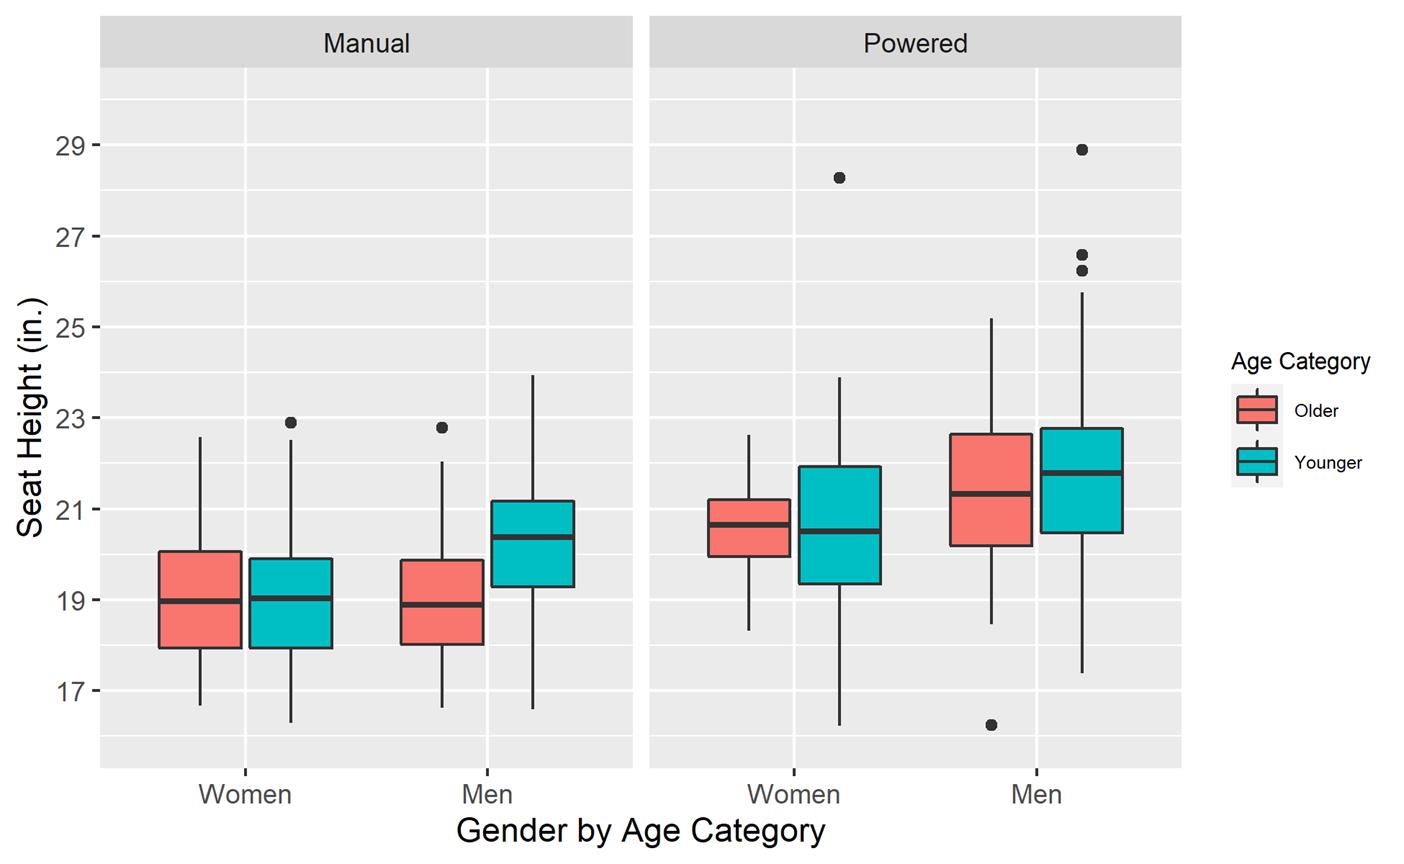 Manual
Powered
29
27
25
23
21
19
17
Seat Height (in.)
Women
Men
Women
Men
Gender by Age Category
Age Category
Older
Younger